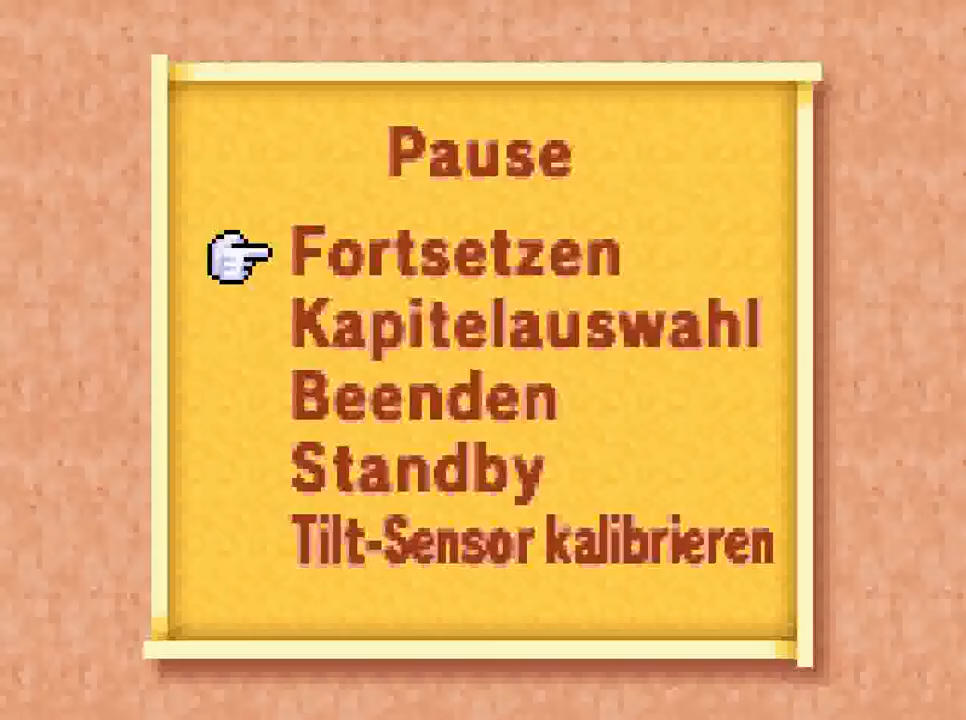 Pause
Fortsetzen
Kapitelauswahl
Beenden
Standby
Tilt-Sensor kalibrieren